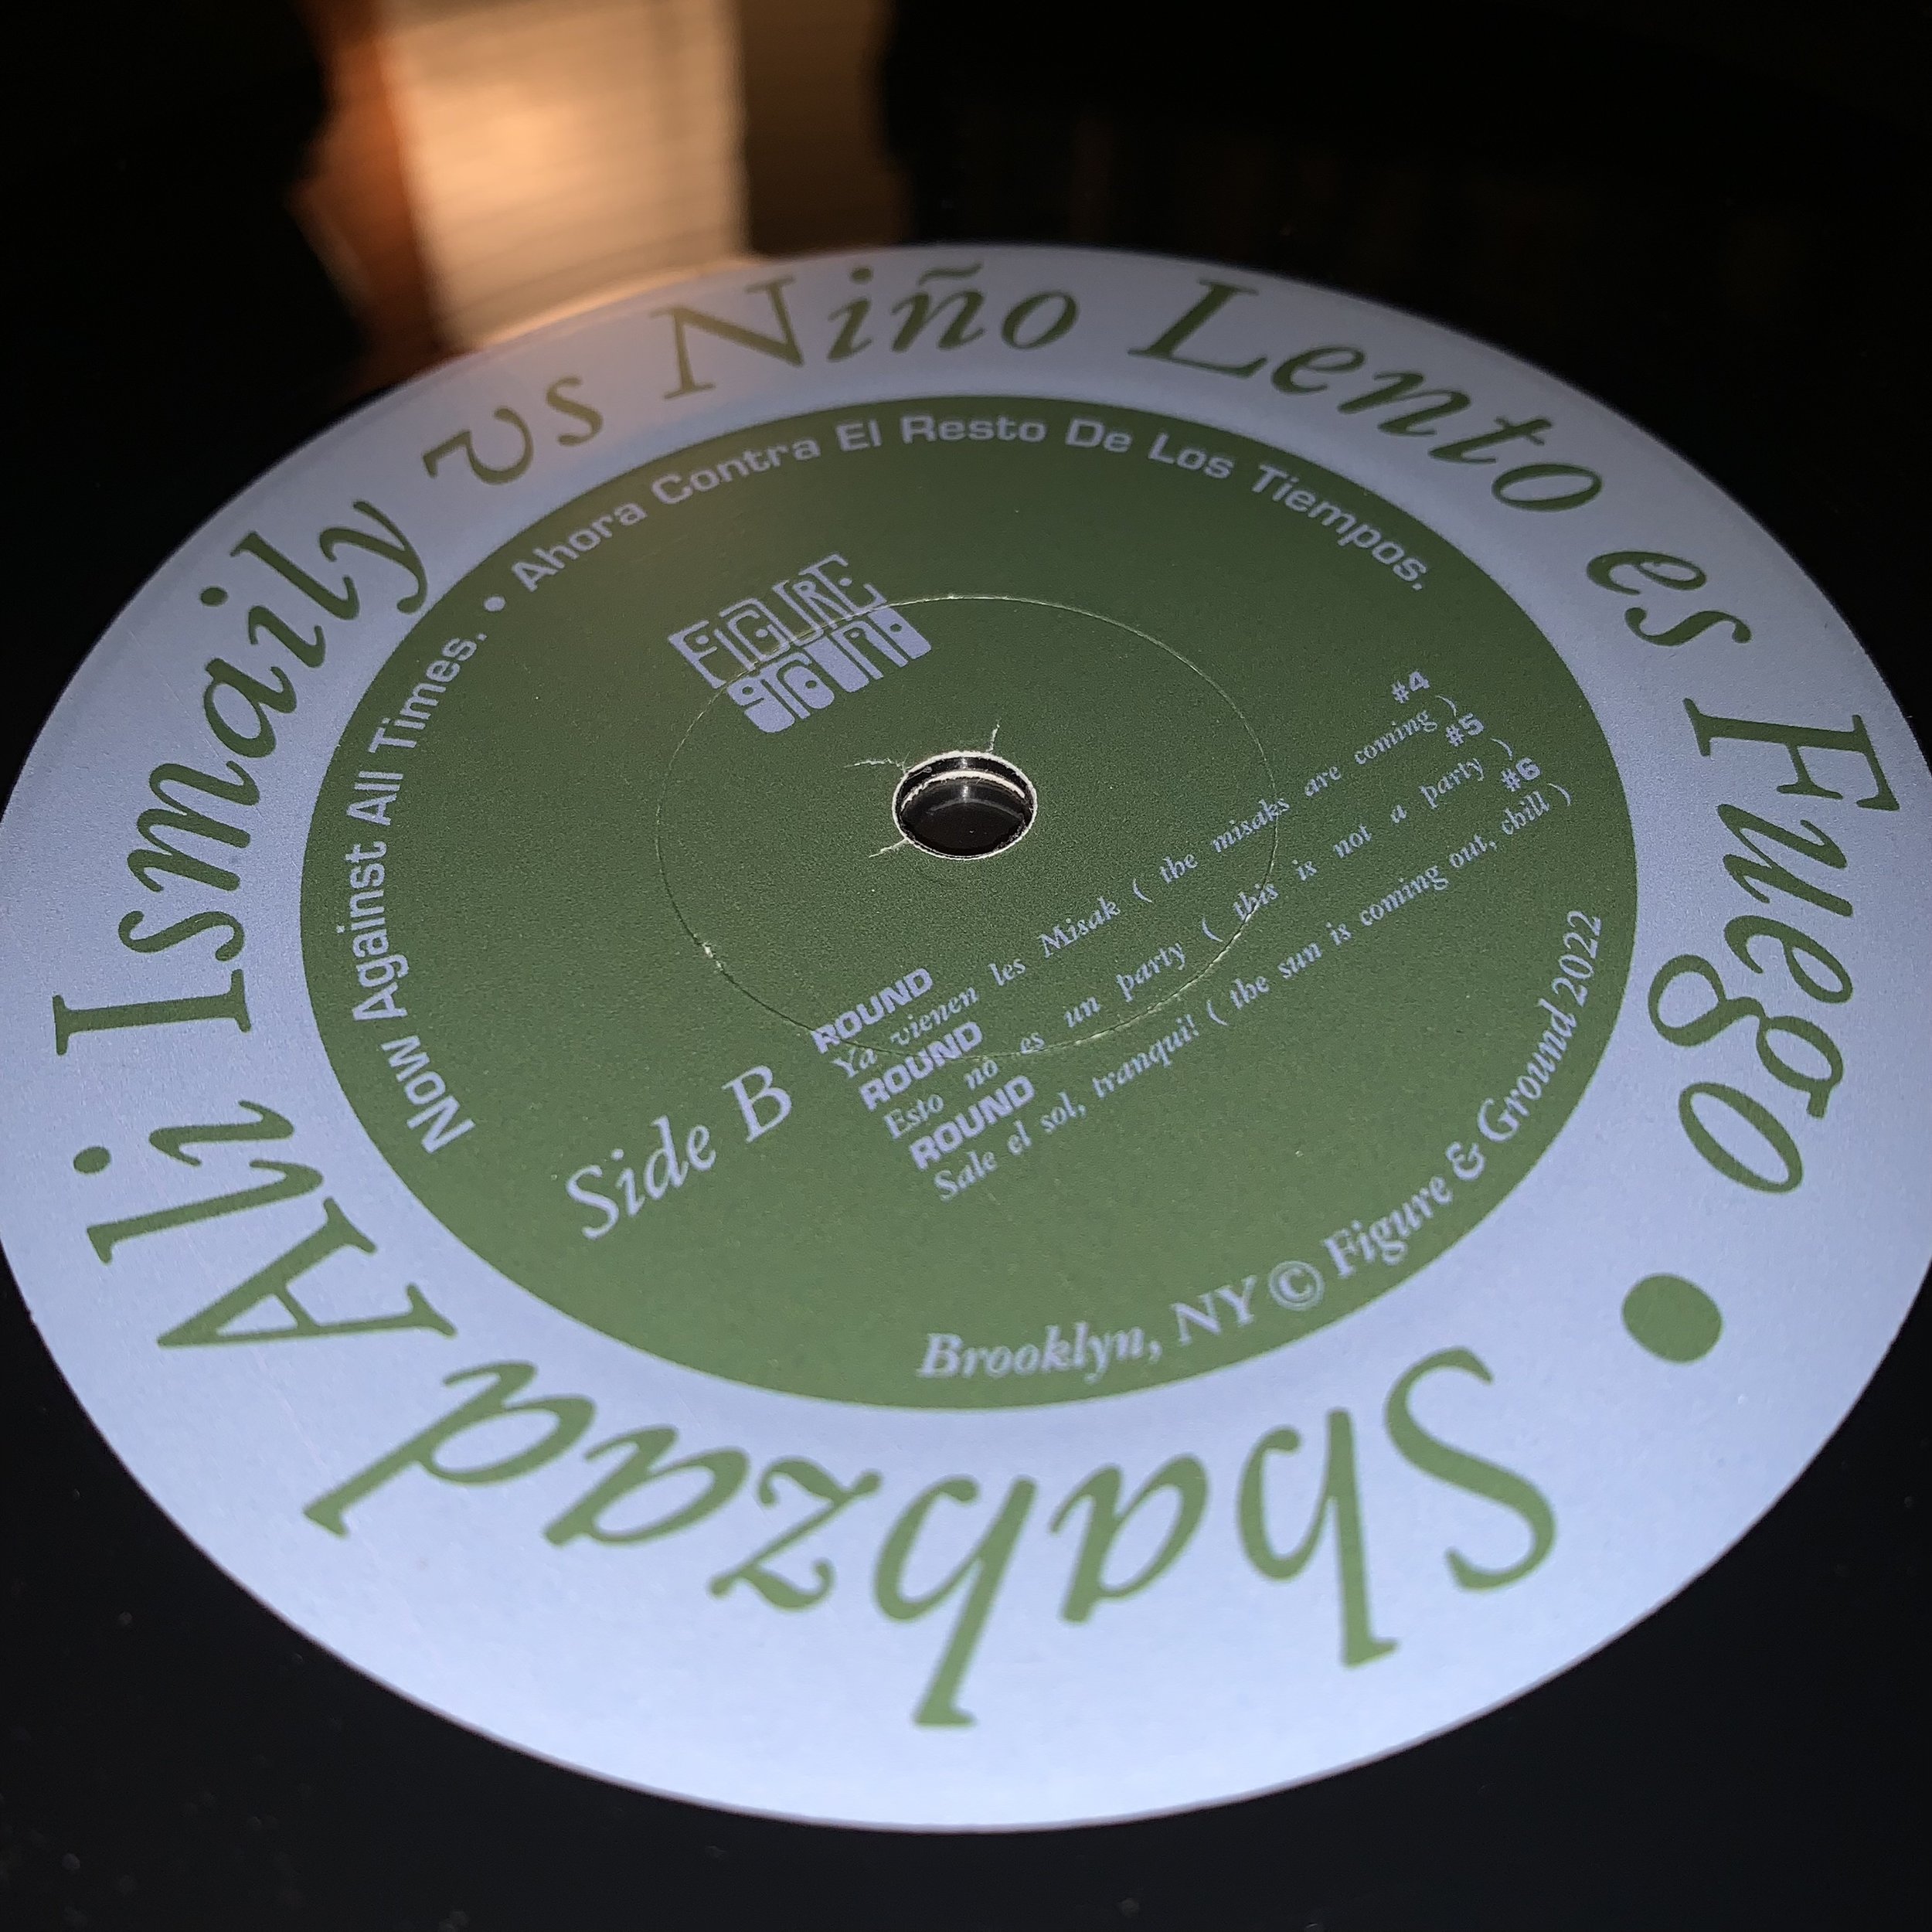 Shahzad Ali Ismaily vs Niño Lento es Fuego •
Now Against All Times. • Ahora Contra El Resto De Los Tiempos.
FIGURE
GROUND
Side B
ROUND #4
Ya vienen les Misak ( the misaks are coming )
ROUND #5
Esto no es un party ( this is not a party )
ROUND #6
Sale el sol, tranqui! ( the sun is coming out, chill )
Brooklyn, NY © Figure & Ground 2022